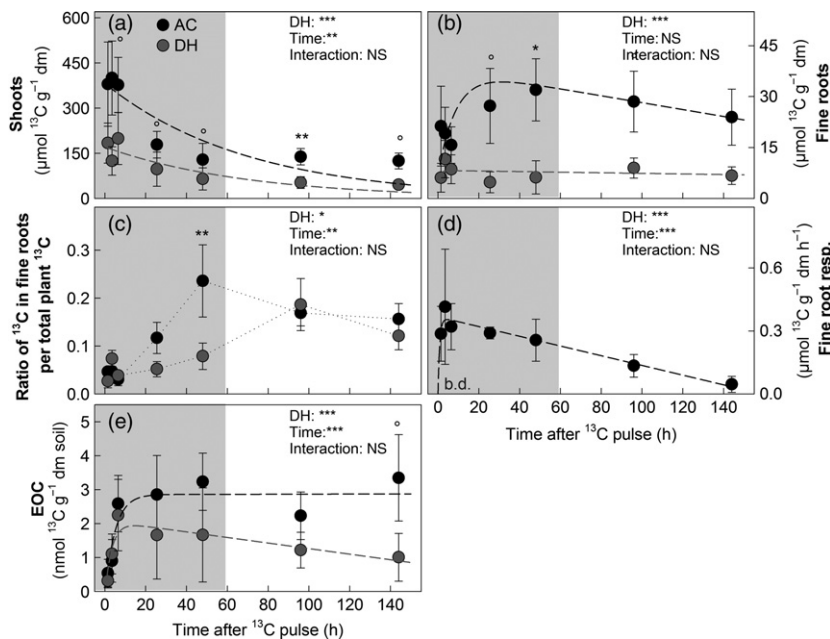 (a)
AC
DH
DH: ***
Time:**
Interaction: NS
Shoots
(µmol ¹³C g⁻¹ dm)
600
450
300
150
0
°
°
°
**
°
(b)
DH: ***
Time: NS
Interaction: NS
Fine roots
(µmol ¹³C g⁻¹ dm)
45
30
15
0
°
*
(c)
DH: *
Time: **
Interaction: NS
Ratio of ¹³C in fine roots
per total plant ¹³C
0.3
0.2
0.1
0.0
**
(d)
DH: ***
Time:***
Interaction: NS
Fine root resp.
(µmol ¹³C g⁻¹ dm h⁻¹)
0.6
0.3
0.0
b.d.
0 20 40 60 80 100 120 140
Time after ¹³C pulse (h)
(e)
DH: ***
Time:***
Interaction: NS
EOC
(nmol ¹³C g⁻¹ dm soil)
5
4
3
2
1
0
°
0 20 40 60 80 100 120 140
Time after ¹³C pulse (h)